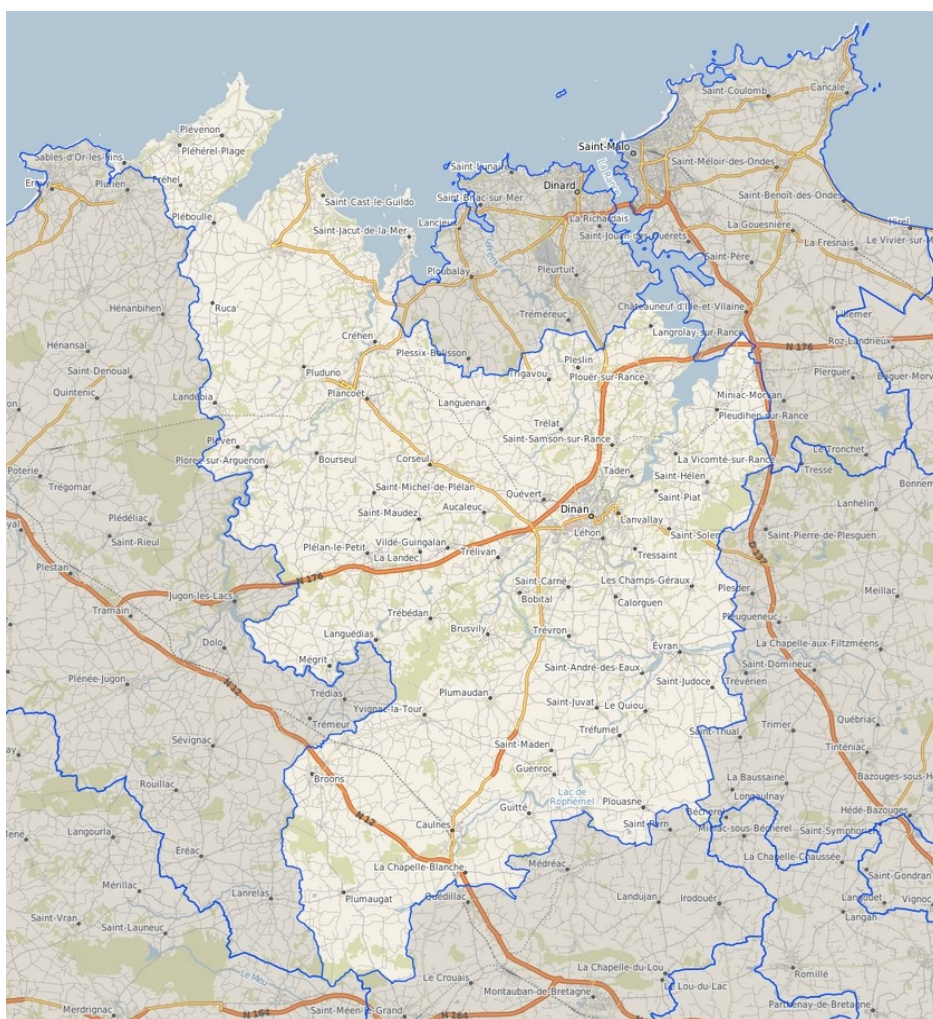 Saint-Coulomb
Cancale
Plévenon
Pléhérel-Plage
Saint-Malo
Sables-d'Or-les-Pins
Saint-Lunaire
La Rance
Saint-Méloir-des-Ondes
Plurien
Fréhel
Dinard
Saint-Cast-le-Guildo
Saint-Briac-sur-Mer
Saint-Benoît-des-Ondes
Pléboulle
Lancieux
La Richardais
La Gouesnière
Hirel
Saint-Jacut-de-la-Mer
Saint-Jouan-des-Guérets
La Fresnais
Le Vivier-sur-M
Saint-Père
Ploubalay
Pleurtuit
Hénanbihen
Ruca
Châteauneuf-d'Ille-et-Vilaine
Lillemer
Tréméreuc
Langrolay-sur-Rance
Créhen
N 176
Roz-Landrieux
Hénansal
Plessix-Balisson
Pleslin
Saint-Denoual
Pluduno
Trigavou
Plouër-sur-Rance
Plerguer
Baguer-Morv
Quintenic
Landébia
Plancoët
Languenan
Miniac-Morvan
Pleudihen-sur-Rance
Trélat
Pléven
Saint-Samson-sur-Rance
Le Tronchet
Poterie
Plorec-sur-Arguenon
Bourseul
Corseul
La Vicomté-sur-Rance
Tressé
Taden
Saint-Hélen
Trégomar
Saint-Michel-de-Plélan
Quévert
Saint-Piat
Bonnem
Saint-Maudez
Aucaleuc
Dinan
Lanvallay
Lanhélin
Plédéliac
Léhon
Saint-Solen
Saint-Pierre-de-Plesguen
Saint-Rieul
Plélan-le-Petit
Vildé-Guingalan
La Landec
Trélivan
Tressaint
D 137
Plestan
N 176
Saint-Carné
Les Champs-Géraux
Plesder
Meillac
Jugon-les-Lacs
Bobital
Calorguen
Tramain
Trébédan
Pleugueneuc
Languédias
Brusvily
Trévron
Dolo
Évran
La Chapelle-aux-Filtzméens
Mégrit
Saint-André-des-Eaux
Saint-Domineuc
Plénée-Jugon
N 12
Trédias
Plumaudan
Saint-Judoce
Trévérien
Yvignac-la-Tour
Saint-Juvat
Le Quiou
Trémeur
Tréfumel
Saint-Thual
Trimer
Québriac
Sévignac
Saint-Maden
Tinténiac
Guenroc
Broons
La Baussaine
Bazouges-sous-H
Rouillac
Lac de
Rophémel
Longaulnay
Guitté
Plouasne
Bécherel
Hédé-Bazouges
N 12
Caulnes
Saint-Pern
Miniac-sous-Bécherel
Saint-Symphorien
Langourla
Éréac
La Chapelle-Blanche
Médréac
La Chapelle-Chaussée
Saint-Gondran
Mérillac
Lanrelas
Plumaugat
Quédillac
Landujan
Irodouër
Langouet
Vignoc
Saint-Vran
Saint-Launeuc
Langan
Le Meu
Le Crouais
La Chapelle-du-Lou
Romillé
Le Lou-du-Lac
Montauban-de-Bretagne
Merdrignac
N 164
Saint-Méen-le-Grand
N 164
Parthenay-de-Bretagne